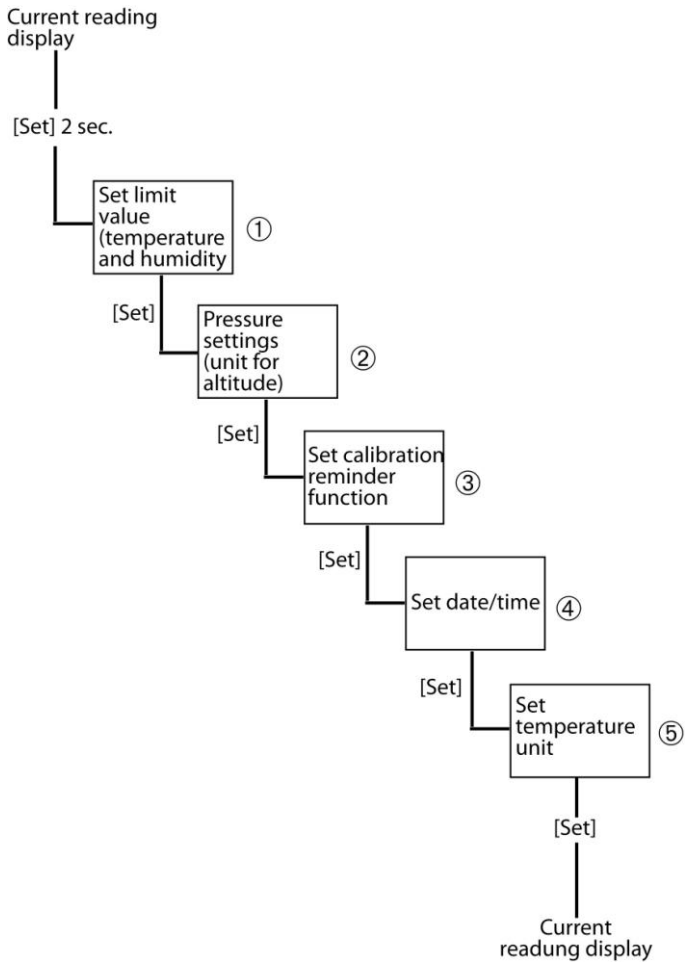 Current reading
display
[Set] 2 sec.
Set limit
value
(temperature
and humidity
①
[Set]
Pressure
settings
(unit for
altitude)
②
[Set]
Set calibration
reminder
function
③
[Set]
Set date/time
④
[Set]
Set
temperature
unit
⑤
[Set]
Current
readung display